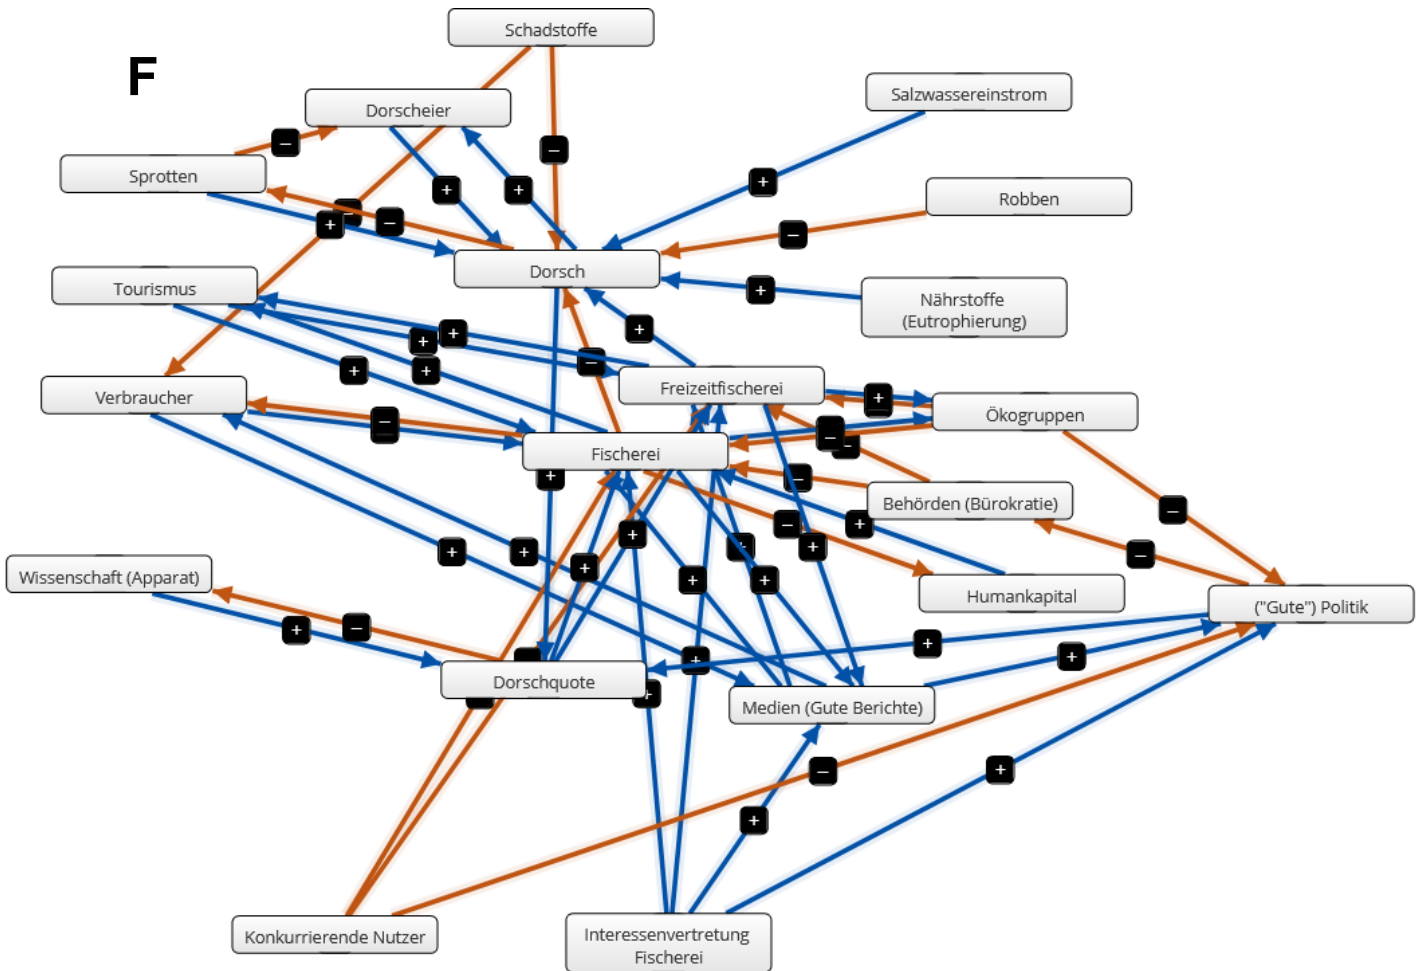 Schadstoffe
F
Salzwassereinstrom
Dorscheier
Sprotten
Robben
Dorsch
Tourismus
Nährstoffe
(Eutrophierung)
Freizeitfischerei
Verbraucher
Ökogruppen
Fischerei
Behörden (Bürokratie)
Wissenschaft (Apparat)
Humankapital
("Gute") Politik
Dorschquote
Medien (Gute Berichte)
Konkurrierende Nutzer
Interessenvertretung
Fischerei